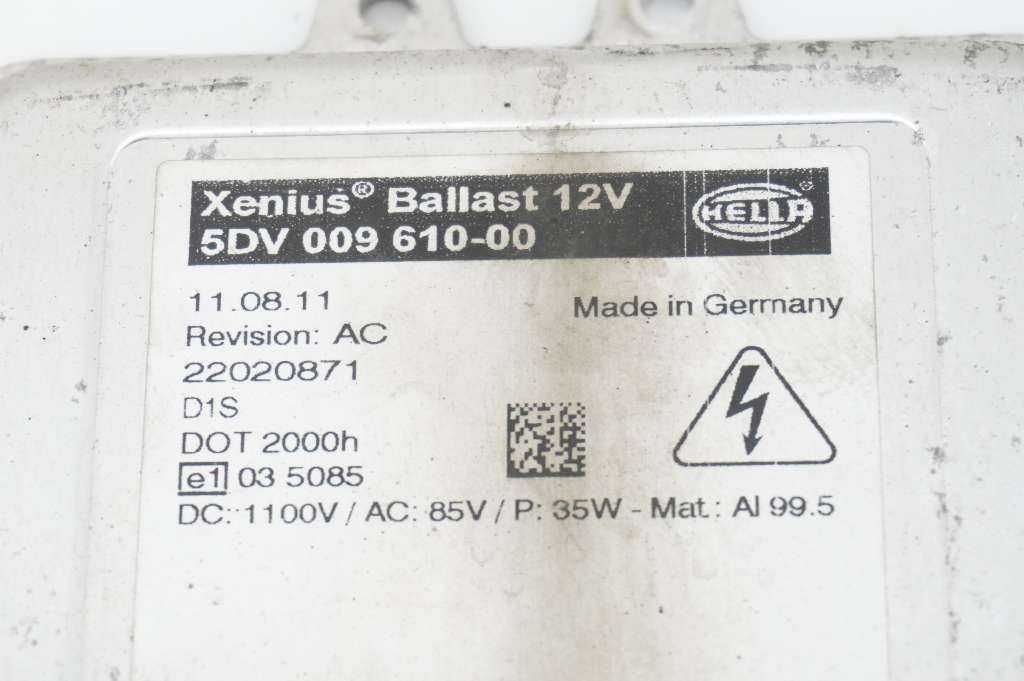 Xenius® Ballast 12V
5DV 009 610-00
HELLA
11.08.11
Made in Germany
Revision: AC
22020871
D1S
DOT 2000h
e1 03 5085
DC: 1100V / AC: 85V / P: 35W - Mat.: Al 99.5